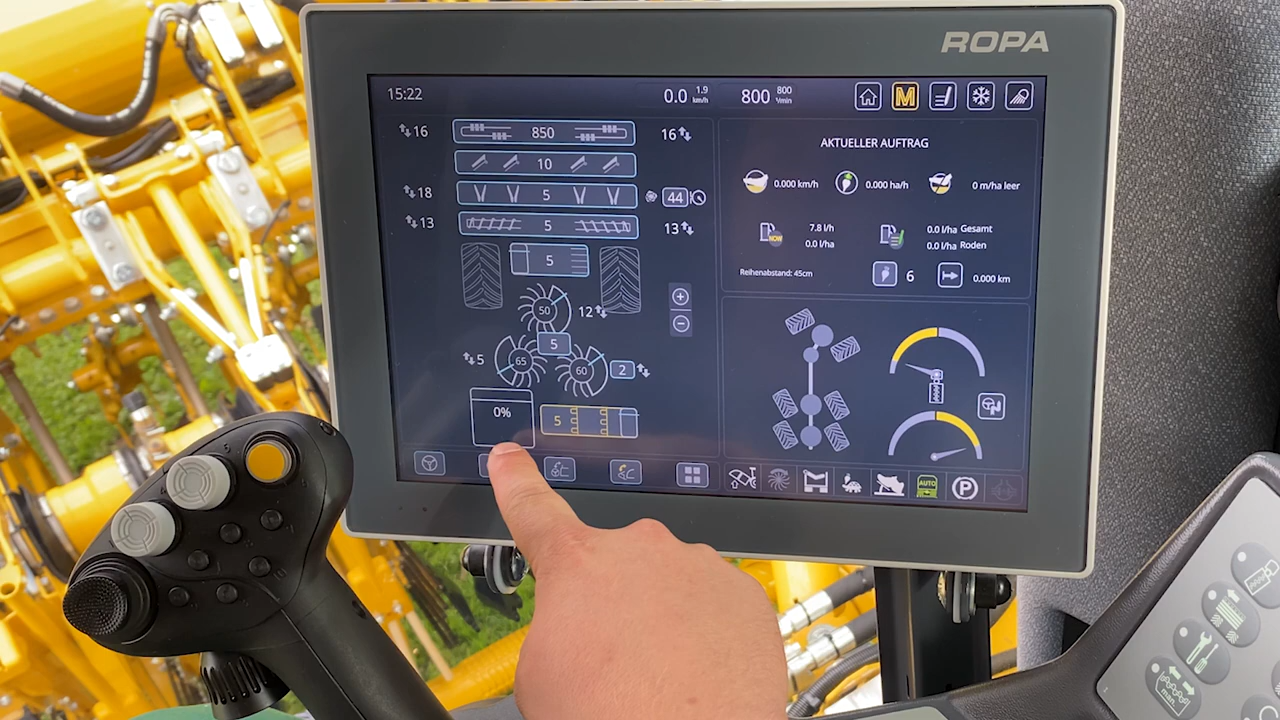 ROPA
15:22
0.0 1.9 km/h
800 800 1/min
M
16 850 16
10
18 5 44
13 5 13
5
50 12
5
5 65 60 2
0% 5
AKTUELLER AUFTRAG
0.000 km/h 0.000 ha/h 0 m/ha leer
7.8 l/h 0.0 l/ha Gesamt
NOW 0.0 l/ha 0.0 l/ha Roden
Reihenabstand: 45cm 6 0.000 km
AUTO P
man.